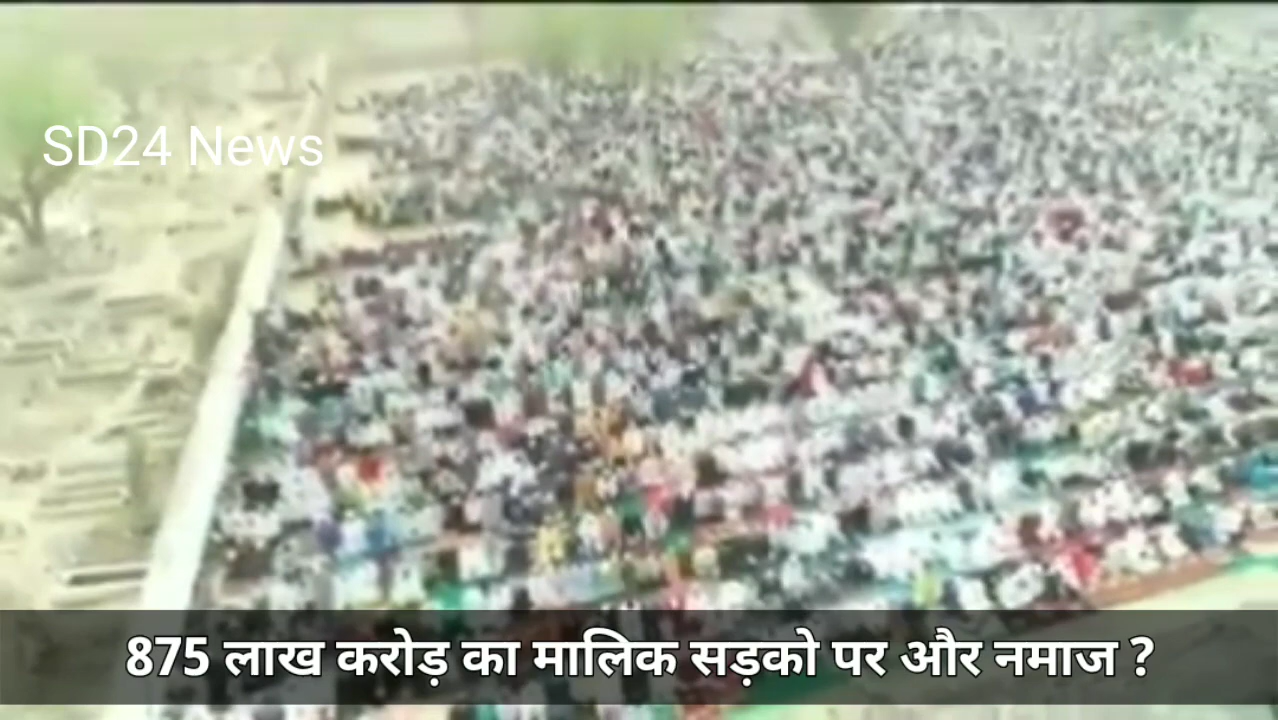 SD24 News
875 लाख करोड़ का मालिक सड़को पर और नमाज ?